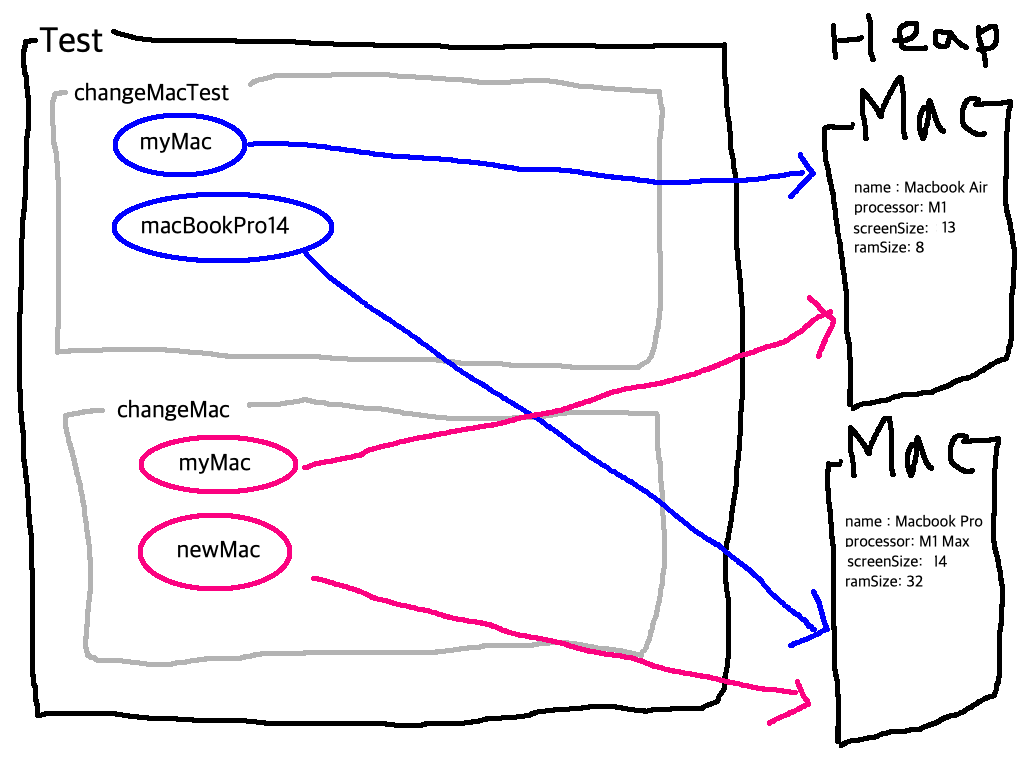 Test
changeMacTest
myMac
macBookPro14
changeMac
myMac
newMac
Heap
Mac
name : Macbook Air
processor: M1
screenSize: 13
ramSize: 8
Mac
name : Macbook Pro
processor: M1 Max
screenSize: 14
ramSize: 32